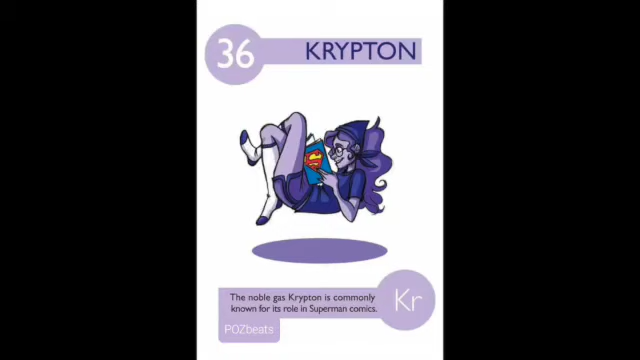 36
KRYPTON
The noble gas Krypton is commonly
known for its role in Superman comics.
Kr
POZbeats